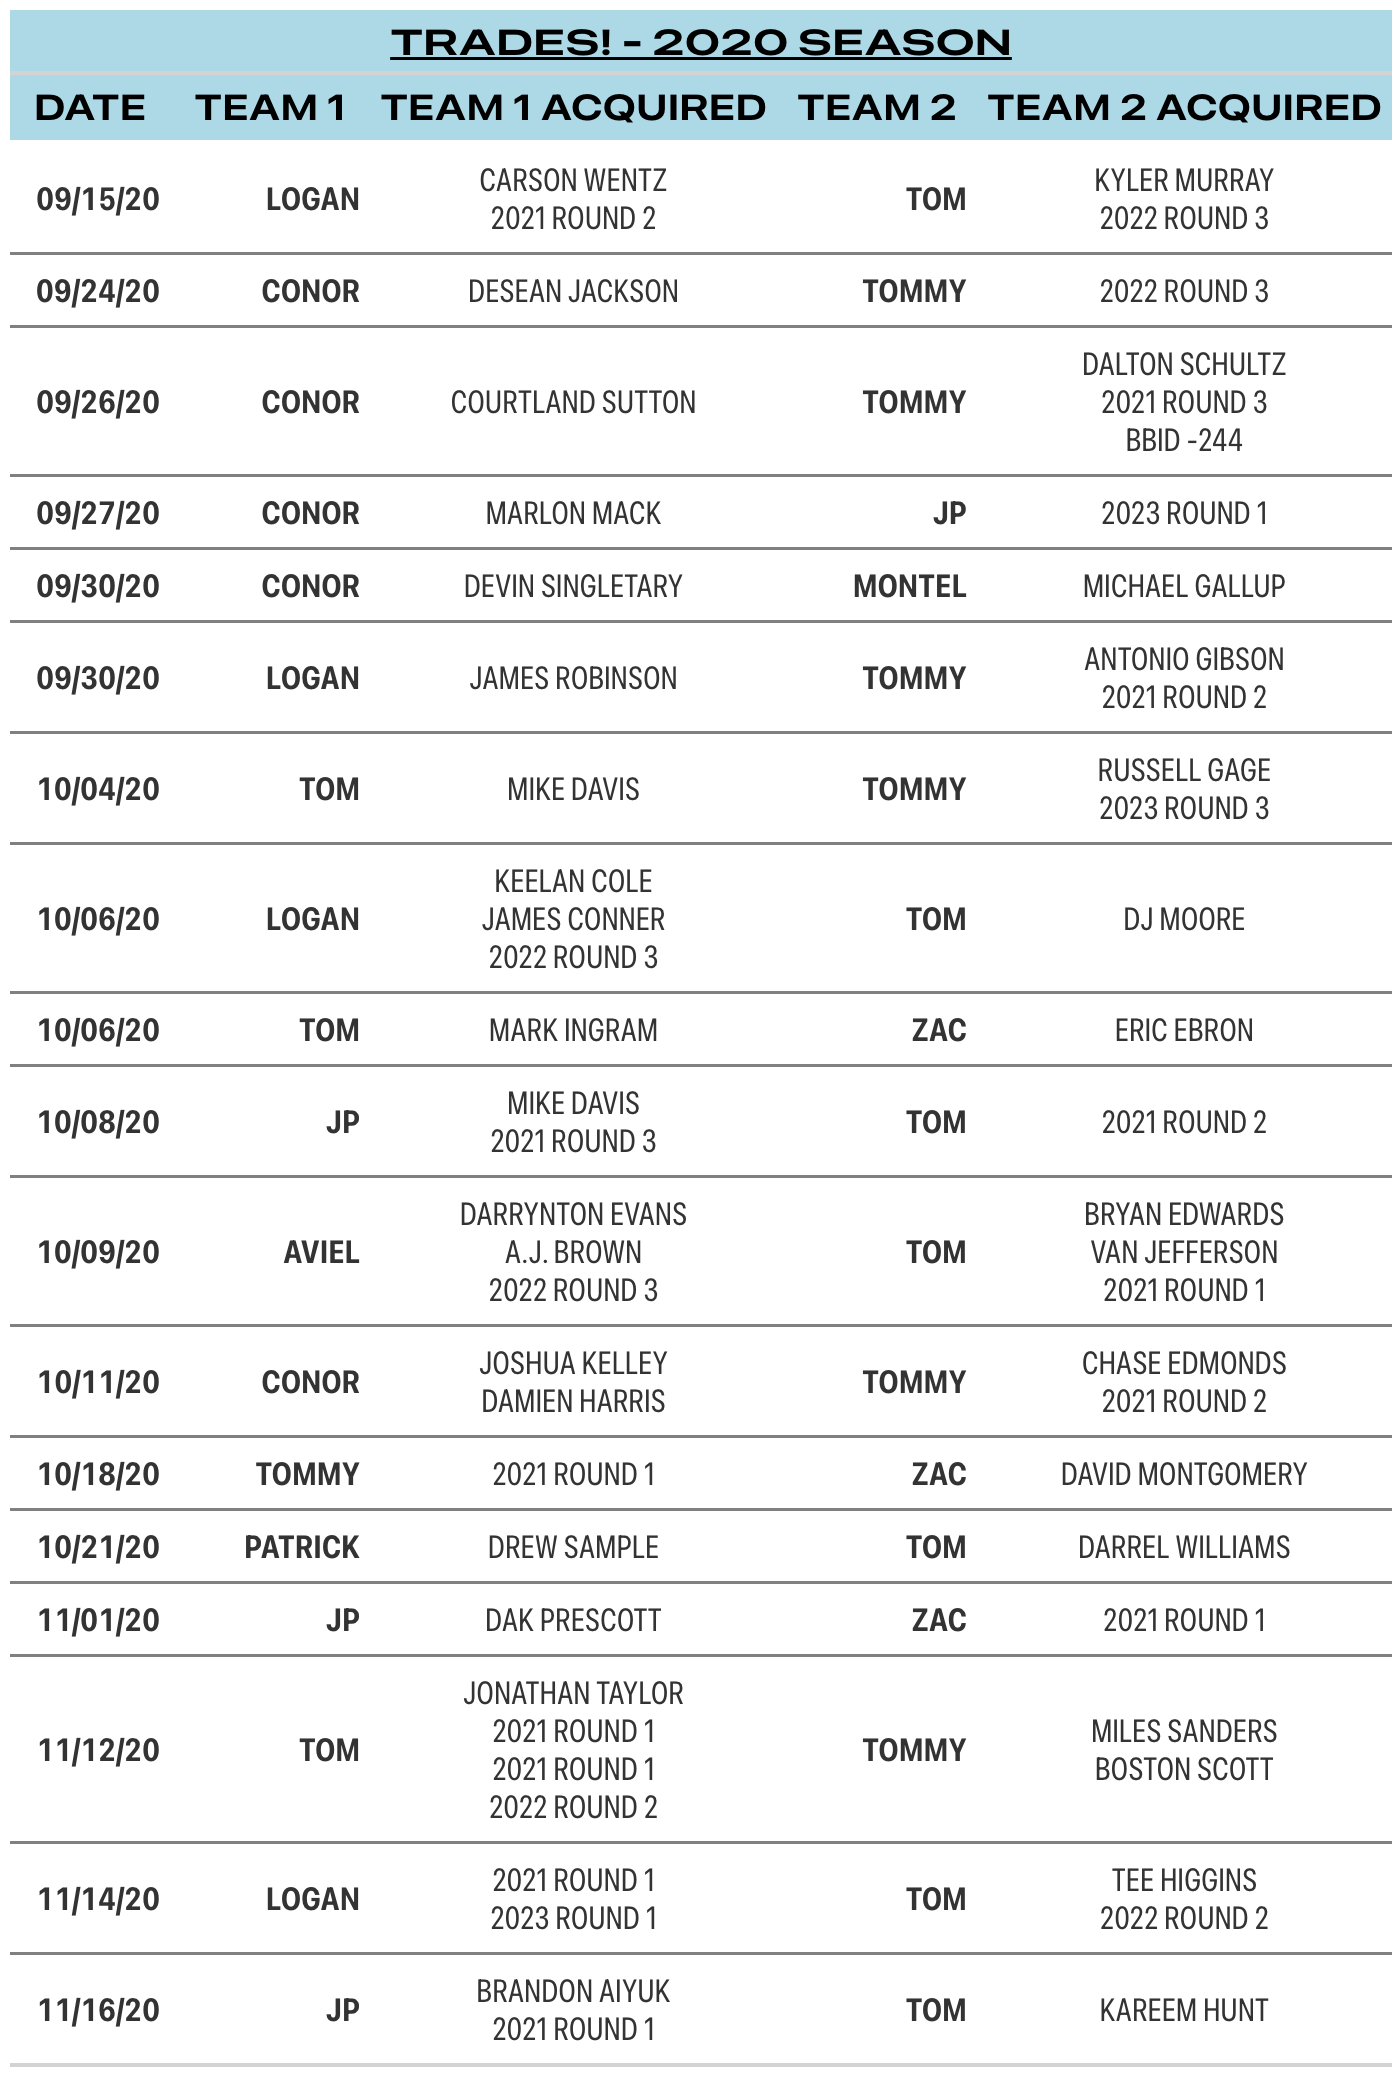 TRADES! - 2020 SEASON
DATE TEAM 1 TEAM 1 ACQUIRED TEAM 2 TEAM 2 ACQUIRED
09/15/20 LOGAN CARSON WENTZ 2021 ROUND 2 TOM KYLER MURRAY 2022 ROUND 3
09/24/20 CONOR DESEAN JACKSON TOMMY 2022 ROUND 3
09/26/20 CONOR COURTLAND SUTTON TOMMY DALTON SCHULTZ 2021 ROUND 3 BBID -244
09/27/20 CONOR MARLON MACK JP 2023 ROUND 1
09/30/20 CONOR DEVIN SINGLETARY MONTEL MICHAEL GALLUP
09/30/20 LOGAN JAMES ROBINSON TOMMY ANTONIO GIBSON 2021 ROUND 2
10/04/20 TOM MIKE DAVIS TOMMY RUSSELL GAGE 2023 ROUND 3
10/06/20 LOGAN KEELAN COLE JAMES CONNER 2022 ROUND 3 TOM DJ MOORE
10/06/20 TOM MARK INGRAM ZAC ERIC EBRON
10/08/20 JP MIKE DAVIS 2021 ROUND 3 TOM 2021 ROUND 2
10/09/20 AVIEL DARRYNTON EVANS A.J. BROWN 2022 ROUND 3 TOM BRYAN EDWARDS VAN JEFFERSON 2021 ROUND 1
10/11/20 CONOR JOSHUA KELLEY DAMIEN HARRIS TOMMY CHASE EDMONDS 2021 ROUND 2
10/18/20 TOMMY 2021 ROUND 1 ZAC DAVID MONTGOMERY
10/21/20 PATRICK DREW SAMPLE TOM DARREL WILLIAMS
11/01/20 JP DAK PRESCOTT ZAC 2021 ROUND 1
11/12/20 TOM JONATHAN TAYLOR 2021 ROUND 1 2021 ROUND 1 2022 ROUND 2 TOMMY MILES SANDERS BOSTON SCOTT
11/14/20 LOGAN 2021 ROUND 1 2023 ROUND 1 TOM TEE HIGGINS 2022 ROUND 2
11/16/20 JP BRANDON AIYUK 2021 ROUND 1 TOM KAREEM HUNT